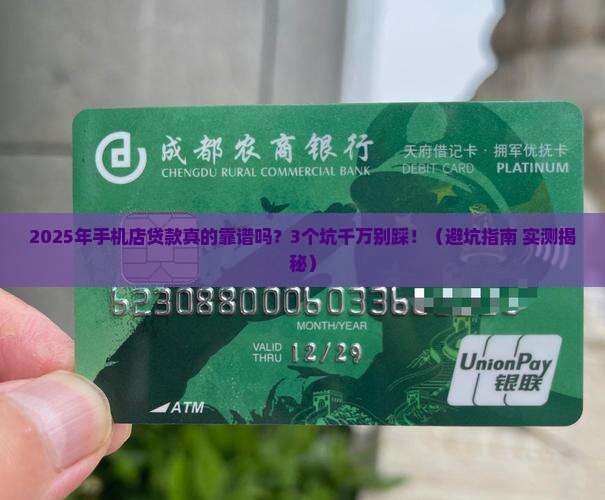 成都农商银行
CHENGDU RURAL COMMERCIAL BANK
天府借记卡·拥军优抚卡
DEBIT CARD PLATINUM
2025年手机店贷款真的靠谱吗？3个坑千万别踩！（避坑指南 实测揭
秘）
MONTH/YEAR
VALID
THRU 12/29
UnionPay
银联
ATM